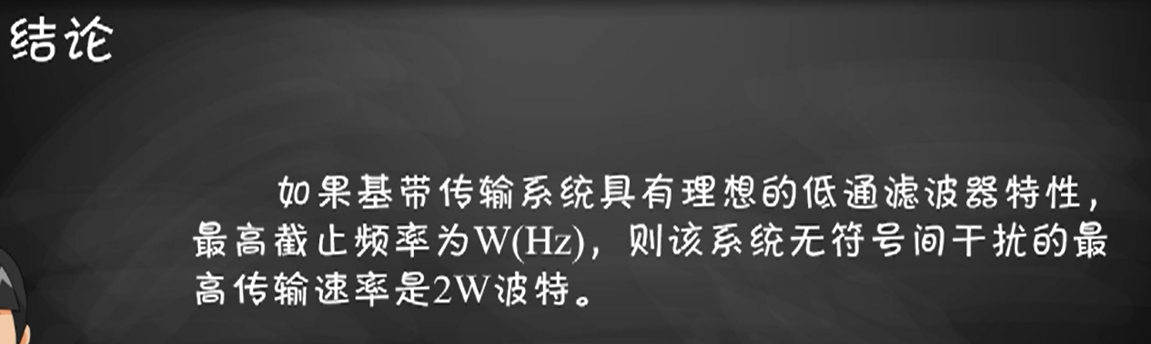 结论
如果基带传输系统具有理想的低通滤波器特性，
最高截止频率为W(Hz)，则该系统无符号间干扰的最
高传输速率是2W波特。